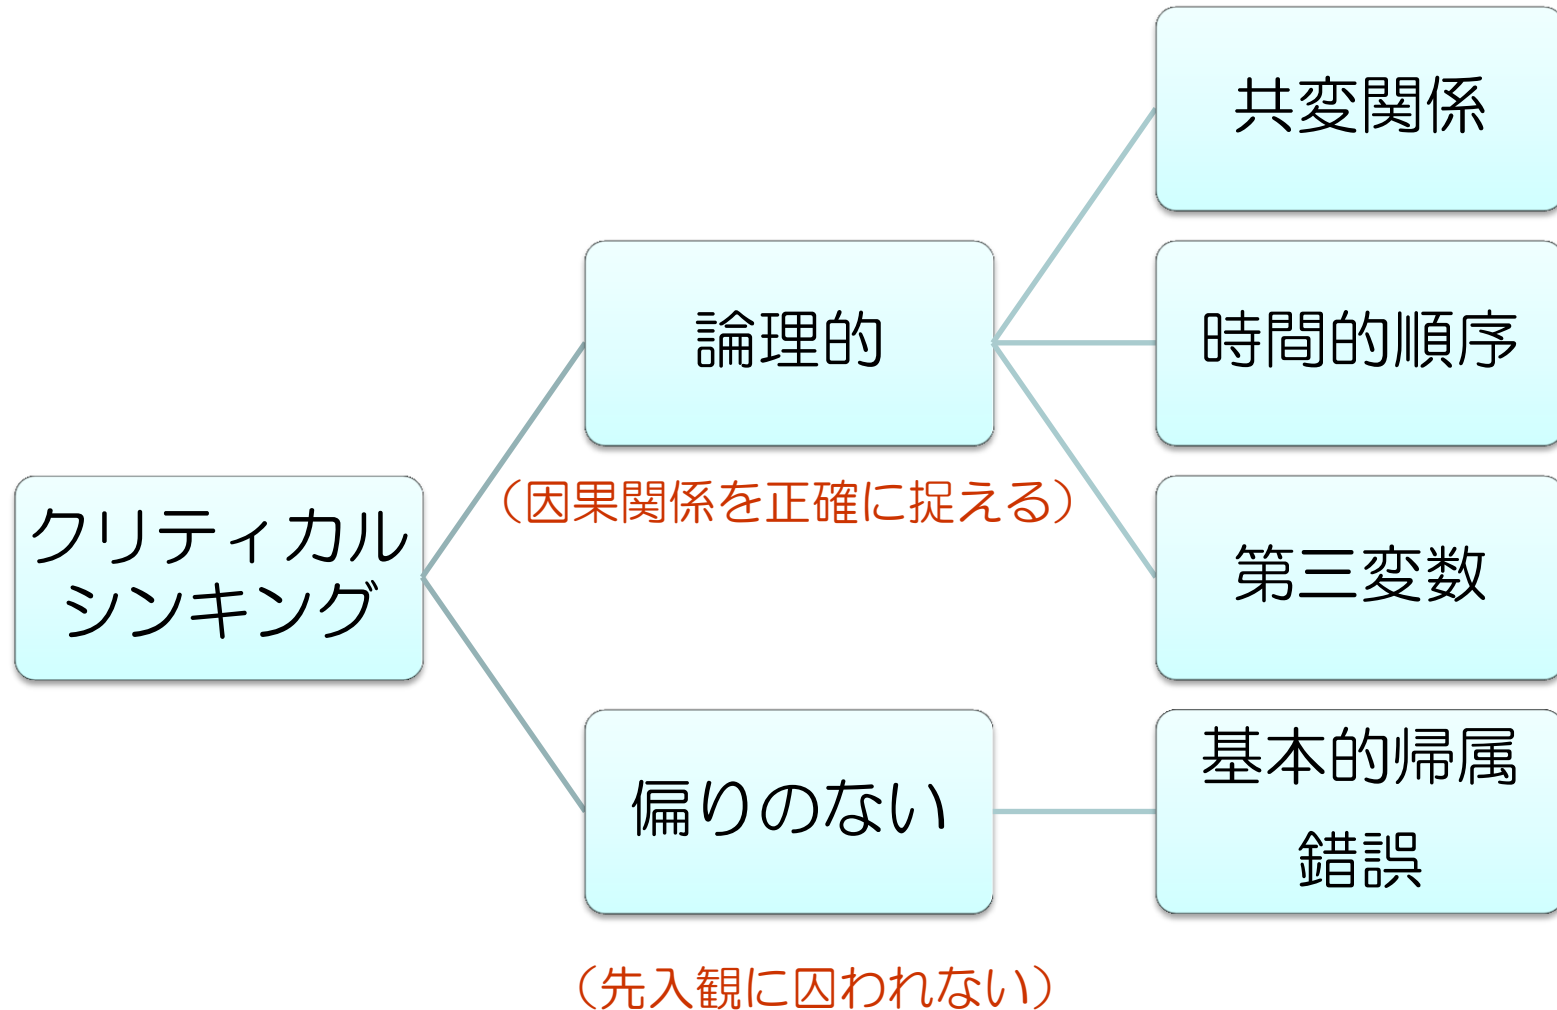 共変関係
論理的
時間的順序
（因果関係を正確に捉える）
クリティカル
シンキング
第三変数
偏りのない
基本的帰属
錯誤
（先入観に囚われない）